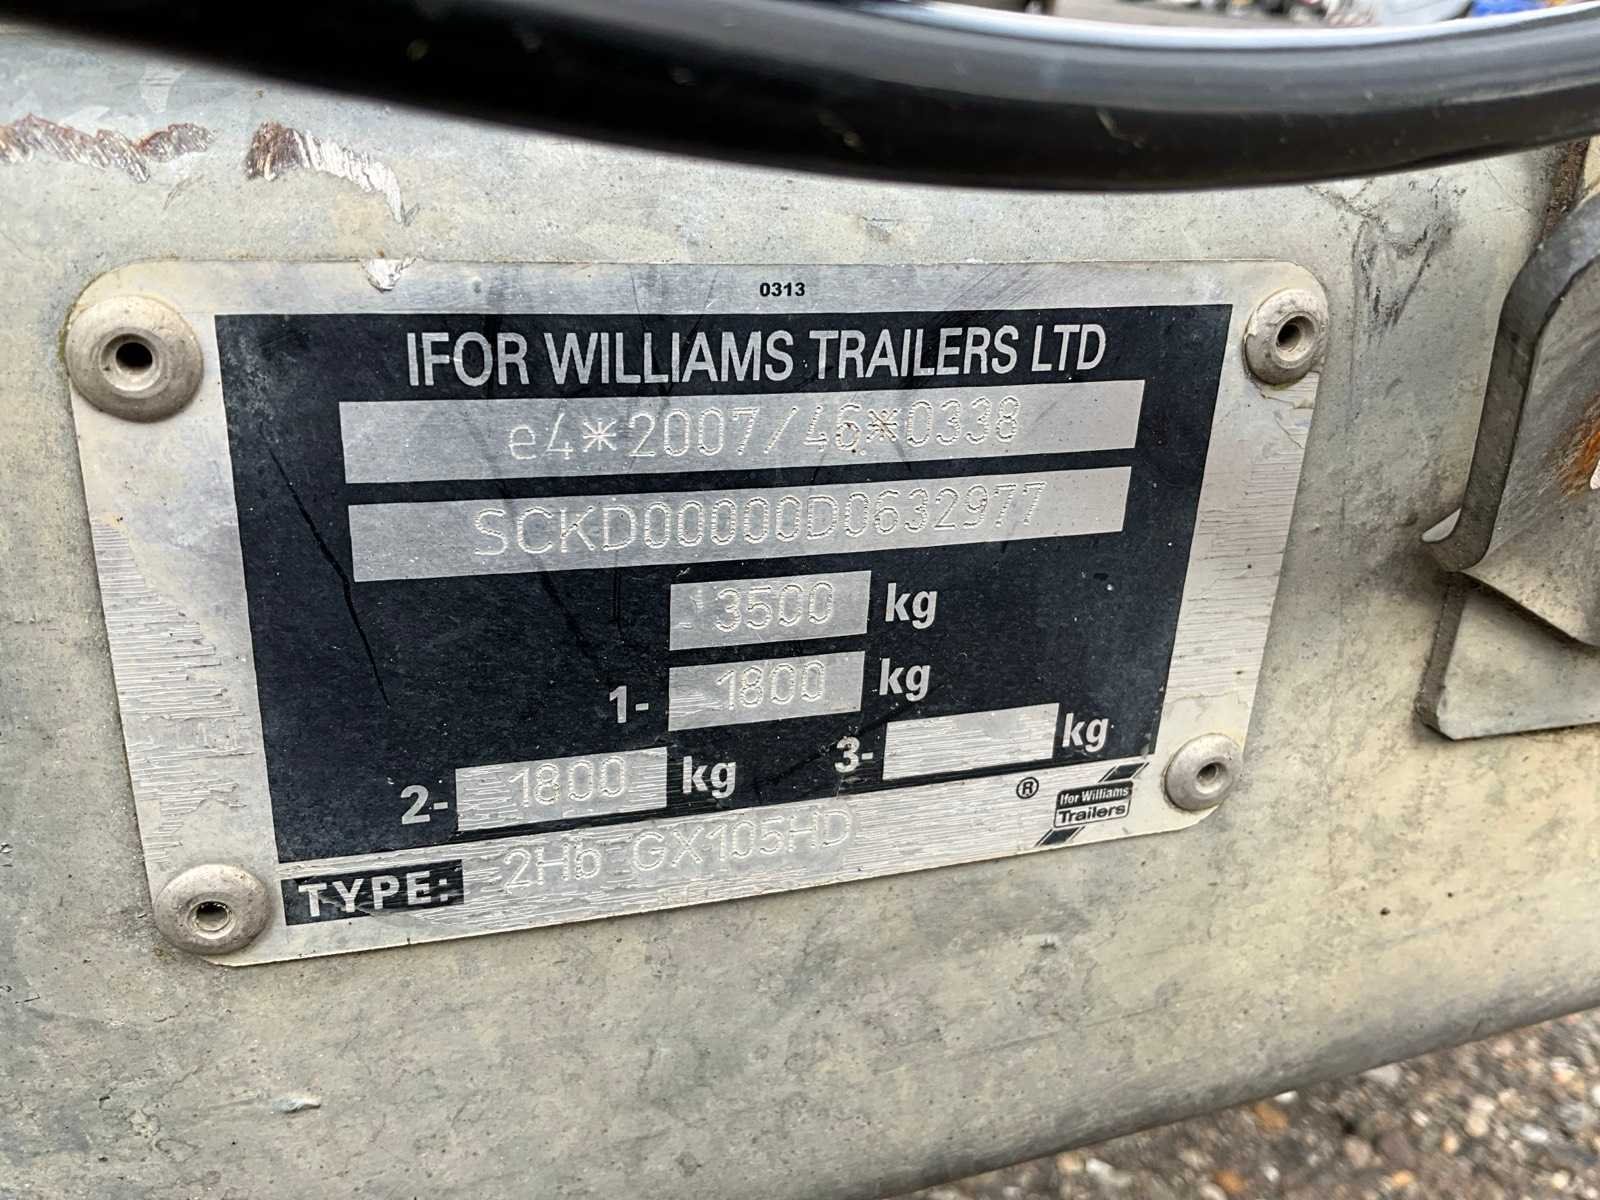 0313
IFOR WILLIAMS TRAILERS LTD
e4*2007/46*0338
SCKD00000D0632977
3500 kg
1- 1800 kg
2- 1800 kg 3- kg
TYPE: 2Hb GX105HD
® Ifor Williams
Trailers